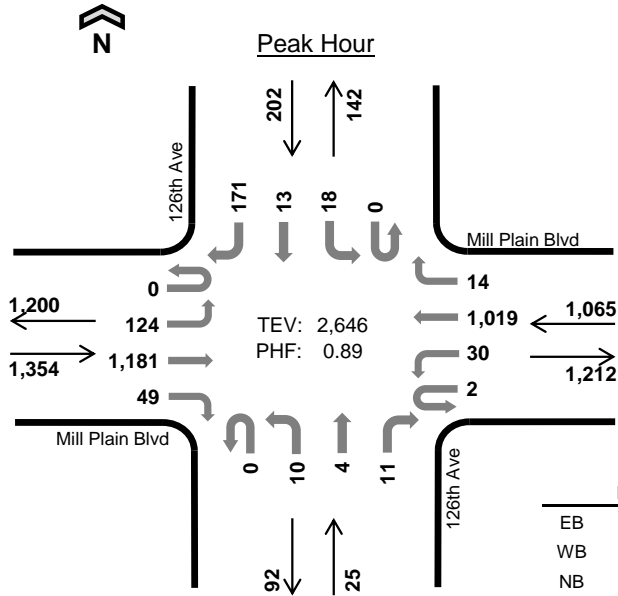 N
Peak Hour
202
142
126th Ave
171
13
18
0
Mill Plain Blvd
0
14
1,200
124
TEV: 2,646
1,019
1,065
1,354
1,181
PHF: 0.89
30
1,212
49
2
Mill Plain Blvd
0
10
4
11
126th Ave
92
25
EB
WB
NB